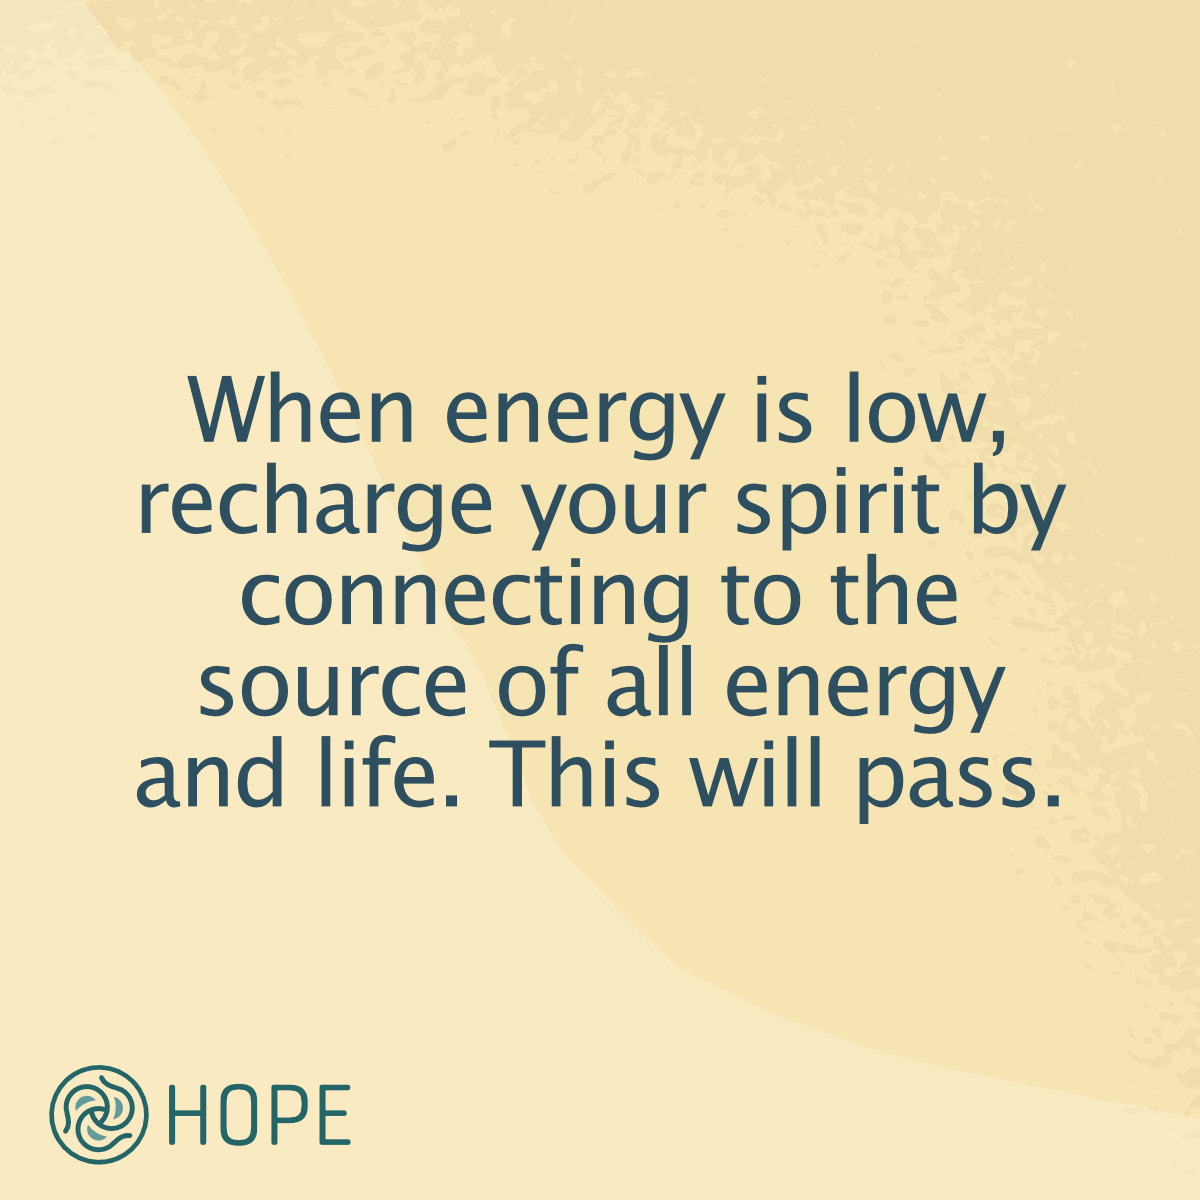 When energy is low,
recharge your spirit by
connecting to the
source of all energy
and life. This will pass.
HOPE